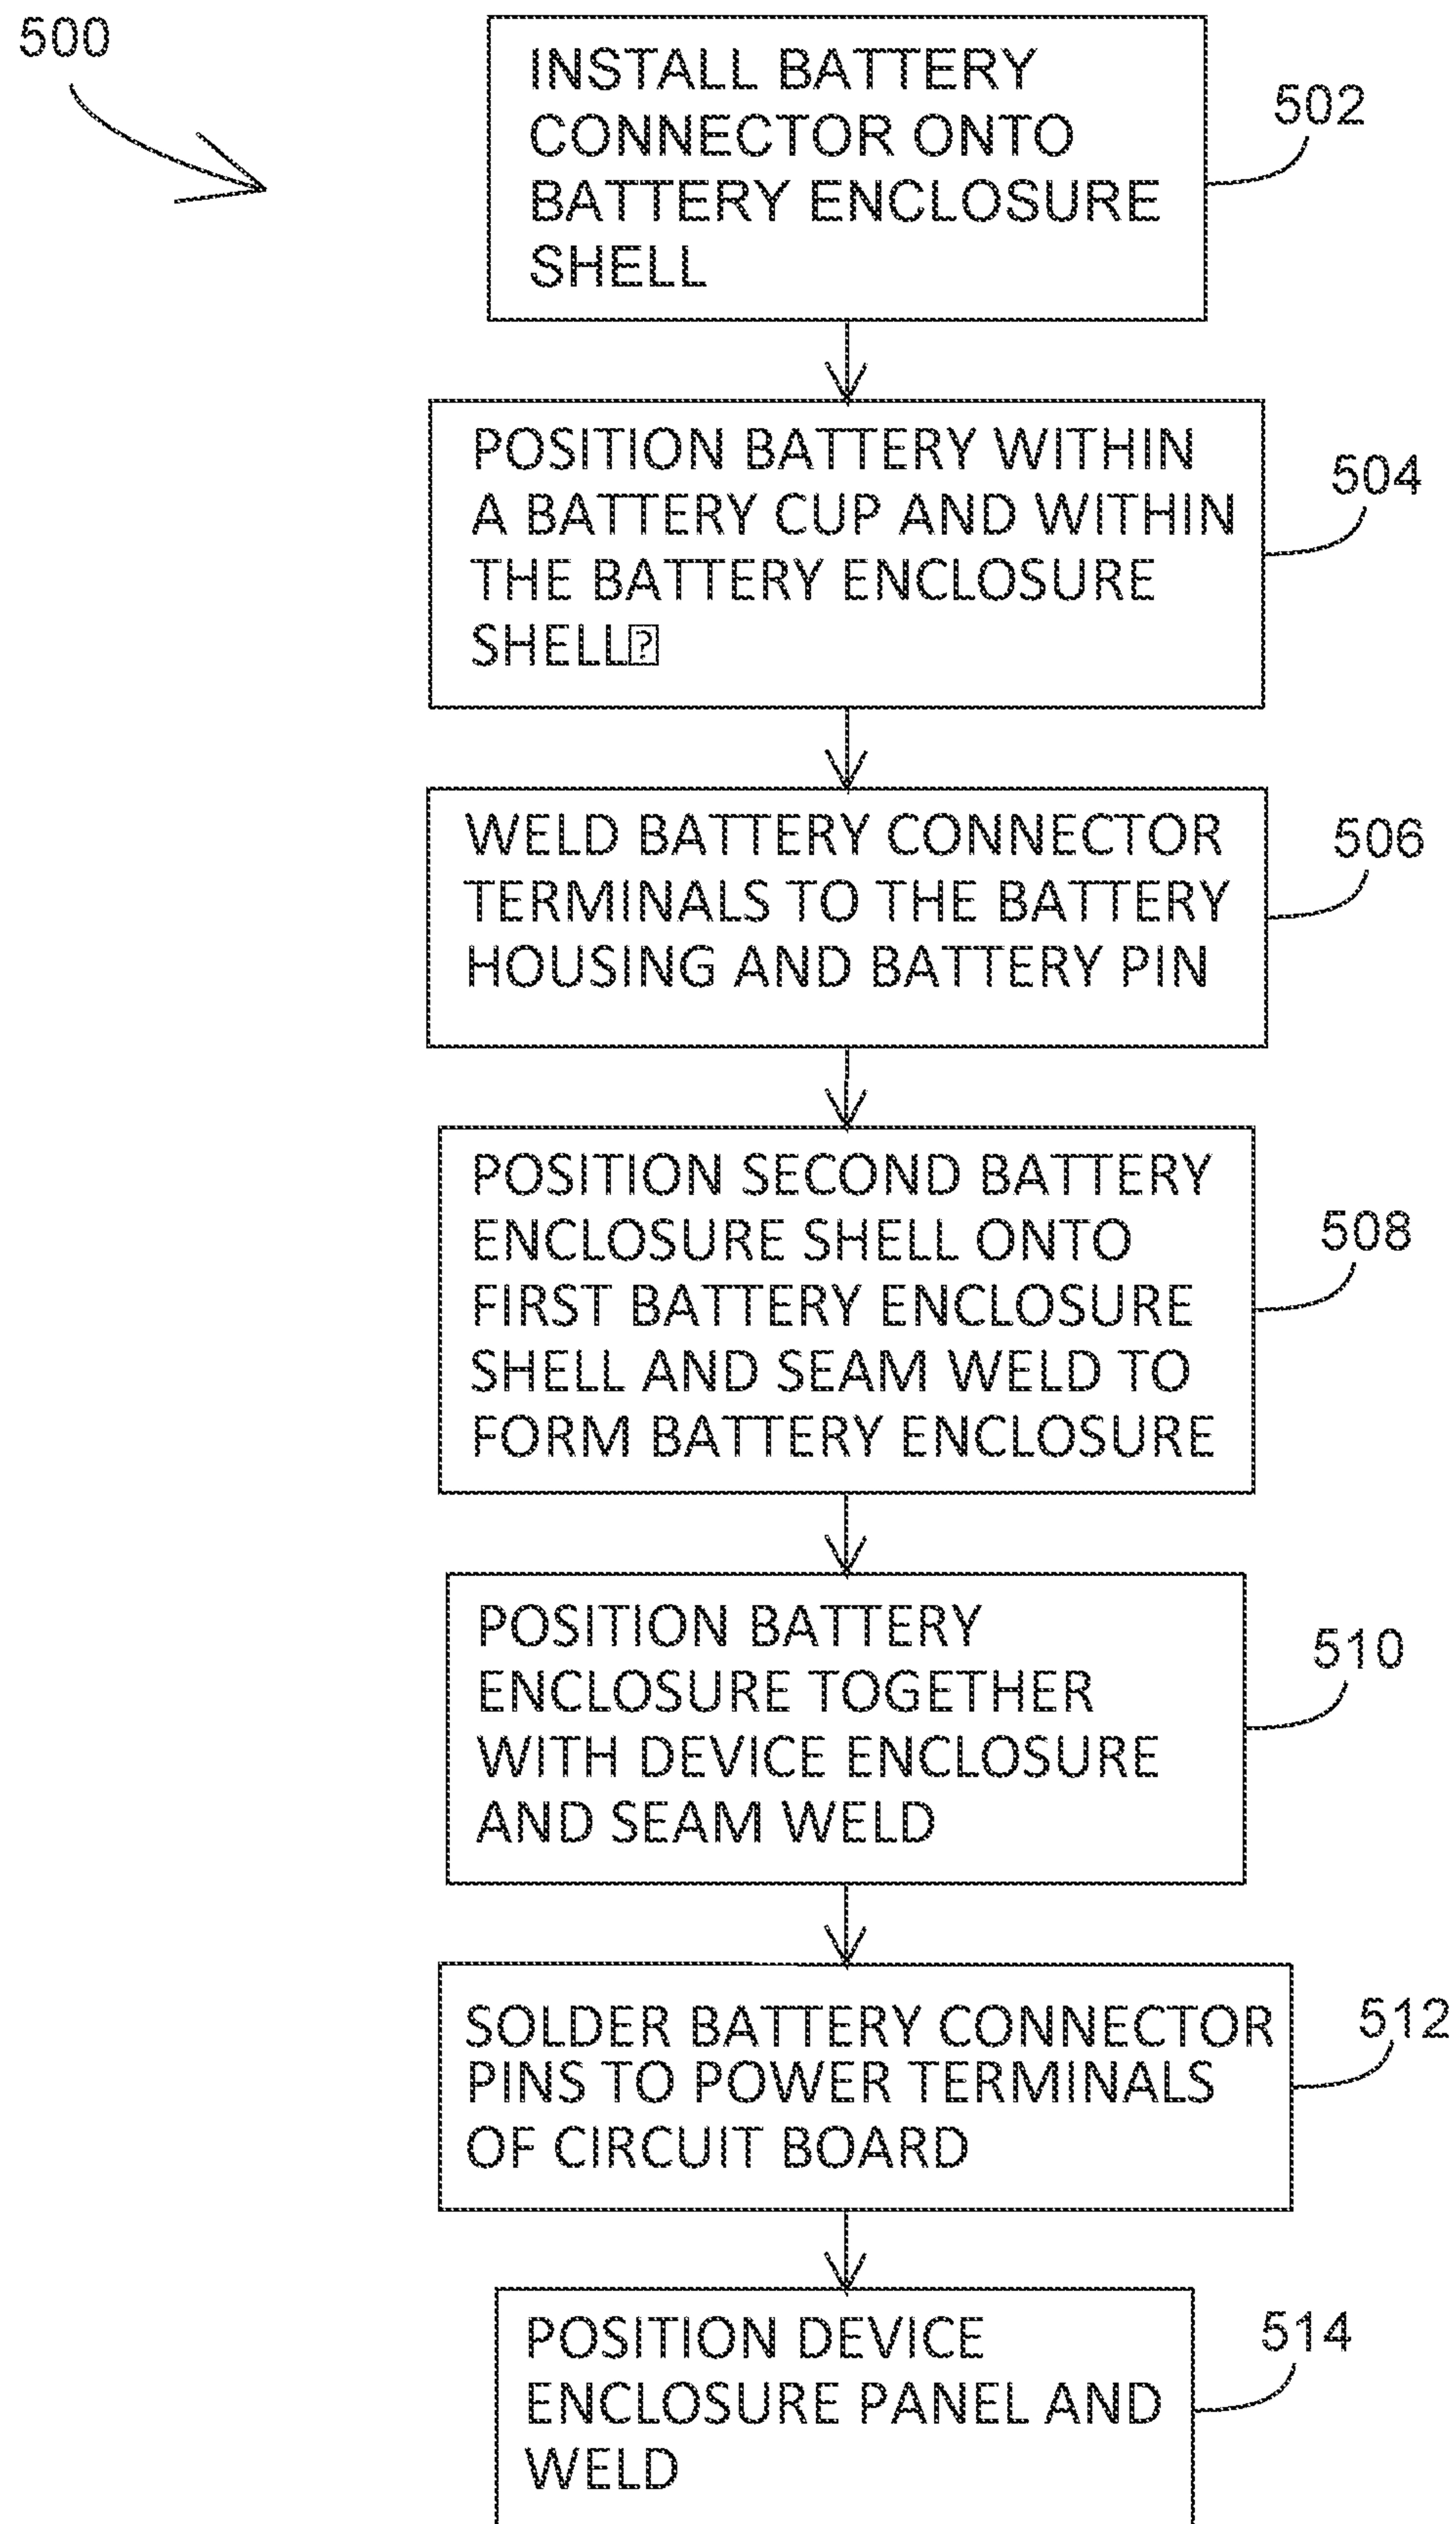 500
INSTALL BATTERY
CONNECTOR ONTO
BATTERY ENCLOSURE
SHELL
502
POSITION BATTERY WITHIN
A BATTERY CUP AND WITHIN
THE BATTERY ENCLOSURE
SHELL⍰
504
WELD BATTERY CONNECTOR
TERMINALS TO THE BATTERY
HOUSING AND BATTERY PIN
506
POSITION SECOND BATTERY
ENCLOSURE SHELL ONTO
FIRST BATTERY ENCLOSURE
SHELL AND SEAM WELD TO
FORM BATTERY ENCLOSURE
508
POSITION BATTERY
ENCLOSURE TOGETHER
WITH DEVICE ENCLOSURE
AND SEAM WELD
510
SOLDER BATTERY CONNECTOR
PINS TO POWER TERMINALS
OF CIRCUIT BOARD
512
POSITION DEVICE
ENCLOSURE PANEL AND
WELD
514